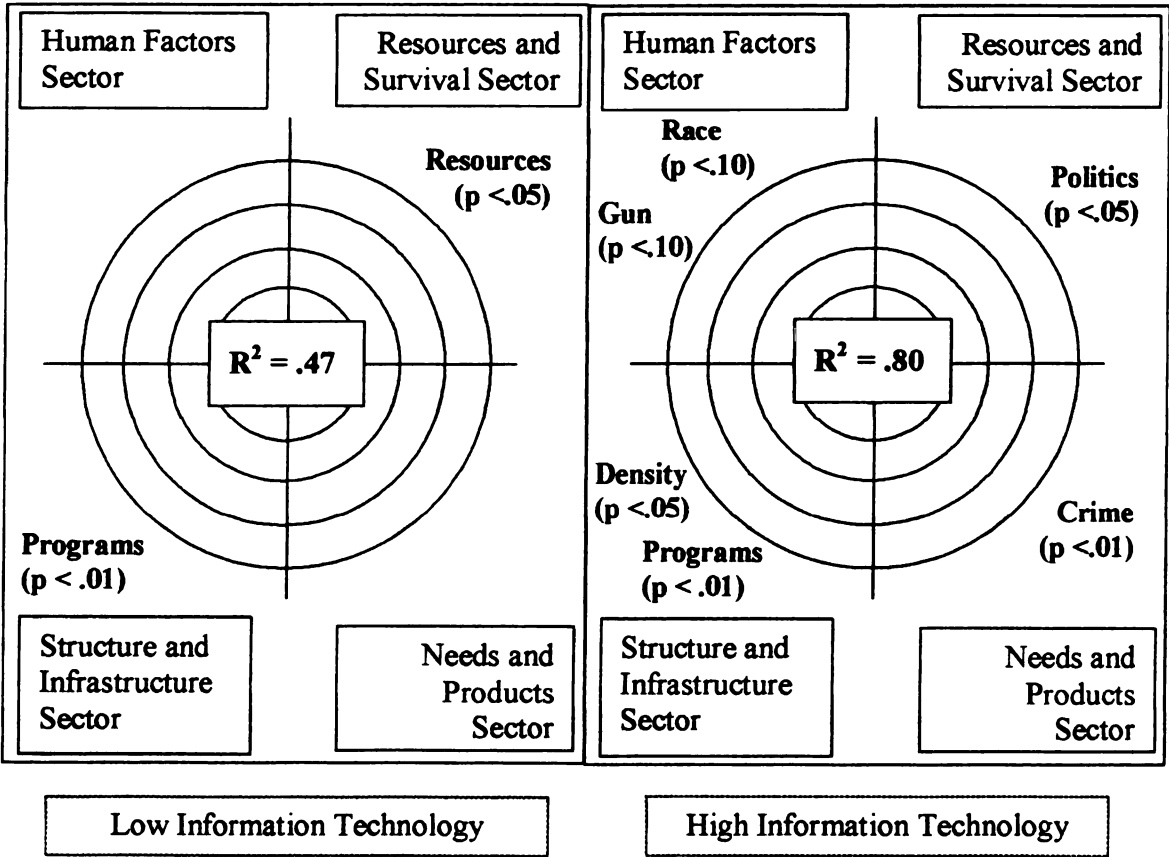 Human Factors
Sector
Resources and
Survival Sector
Resources
(p <.05)
R² = .47
Programs
(p < .01)
Structure and
Infrastructure
Sector
Needs and
Products
Sector
Low Information Technology
Human Factors
Sector
Resources and
Survival Sector
Race
(p <.10)
Politics
(p <.05)
Gun
(p <.10)
R² = .80
Density
(p <.05)
Crime
(p <.01)
Programs
(p < .01)
Structure and
Infrastructure
Sector
Needs and
Products
Sector
High Information Technology